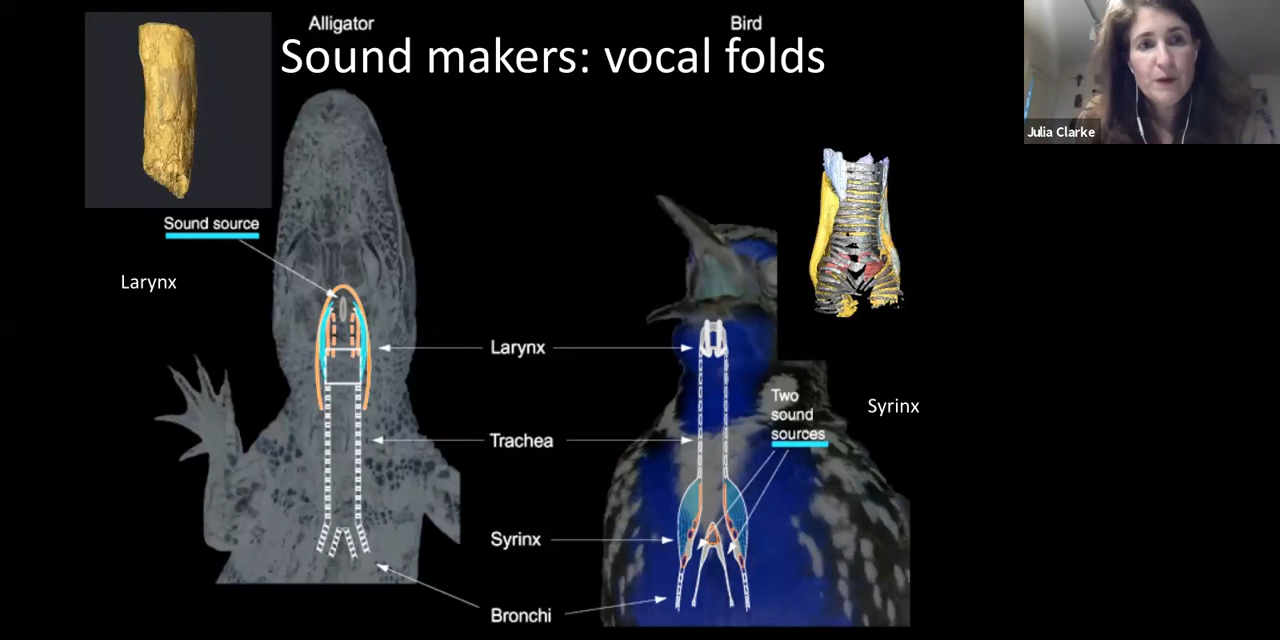 Alligator
Bird
Sound makers: vocal folds
Julia Clarke
Sound source
Larynx
Larynx
Trachea
Two
sound
sources
Syrinx
Syrinx
Bronchi